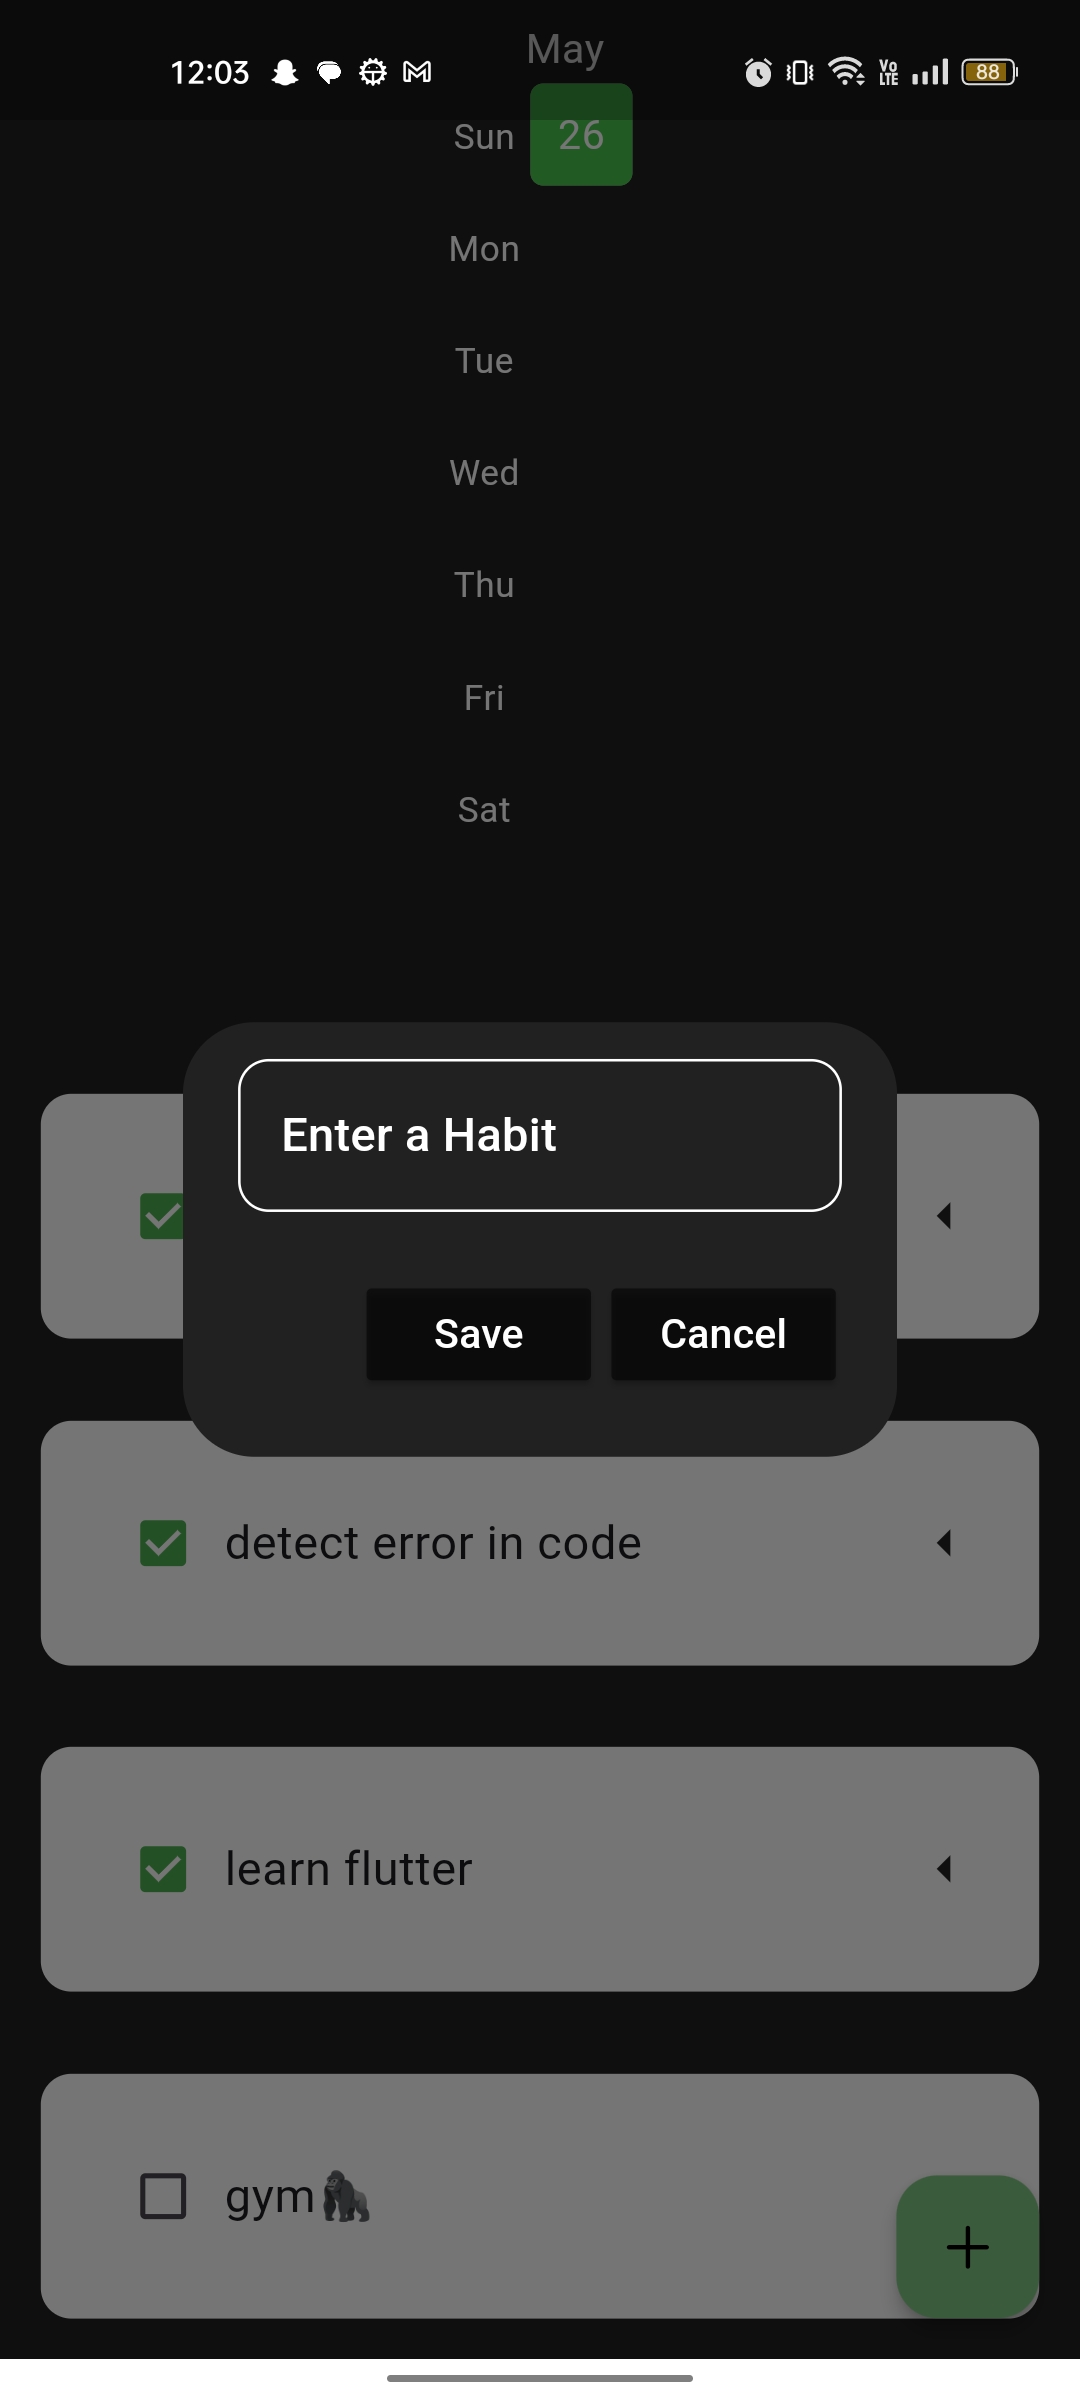 May
12:03
Vo
LTE
88
Sun 26
Mon
Tue
Wed
Thu
Fri
Sat
Enter a Habit
Save Cancel
detect error in code
learn flutter
gym🦍